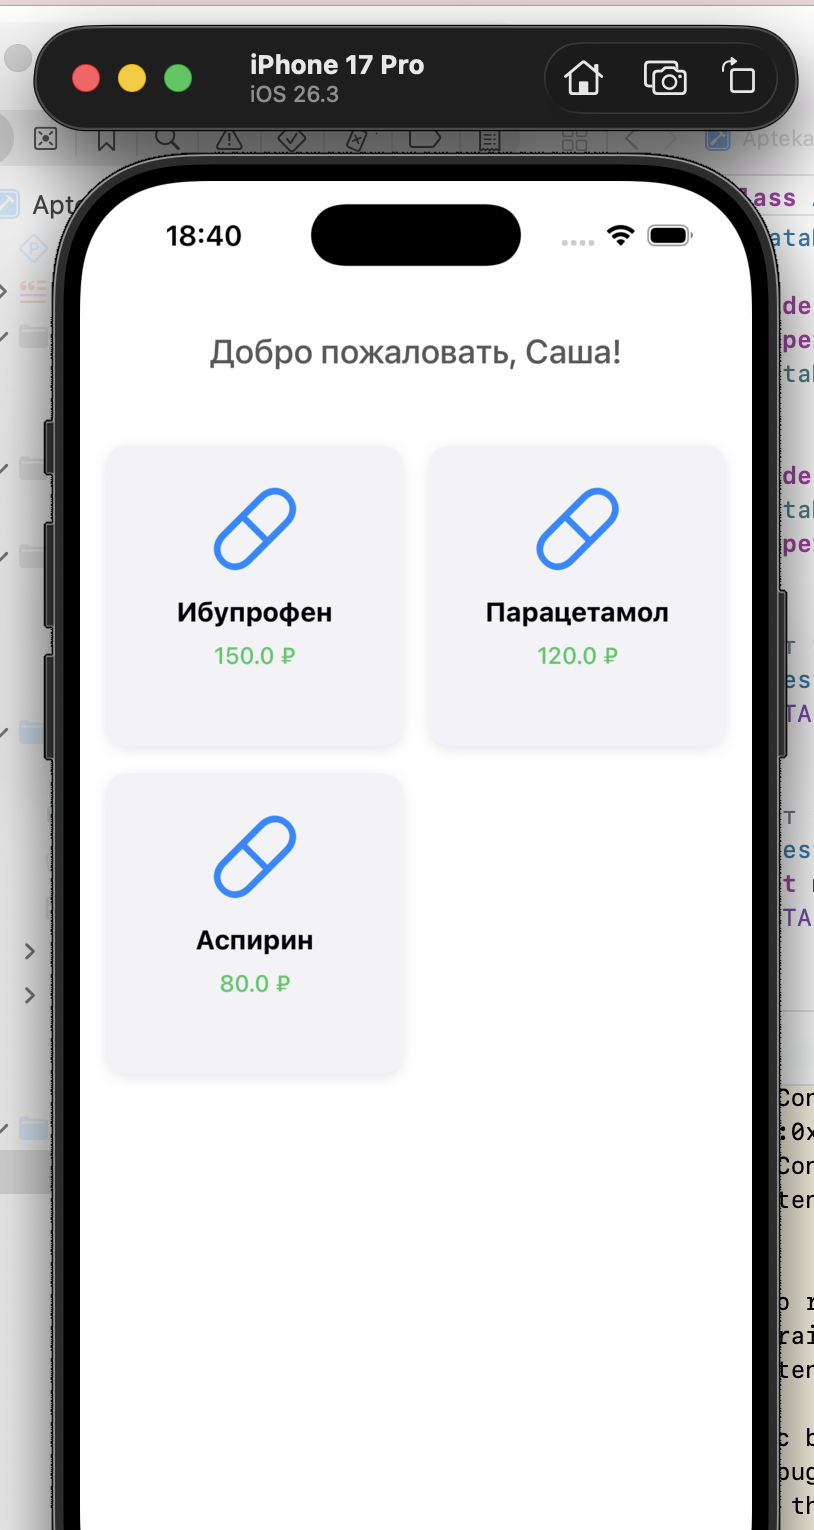 iPhone 17 Pro
iOS 26.3
18:40
Добро пожаловать, Саша!
Ибупрофен
150.0 ₽
Парацетамол
120.0 ₽
Аспирин
80.0 ₽